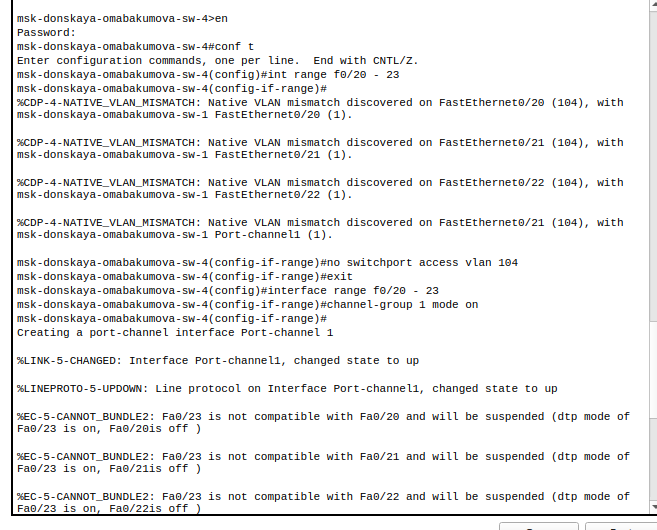 msk-donskaya-omabakumova-sw-4>en
Password:
msk-donskaya-omabakumova-sw-4#conf t
Enter configuration commands, one per line.  End with CNTL/Z.
msk-donskaya-omabakumova-sw-4(config)#int range f0/20 - 23
msk-donskaya-omabakumova-sw-4(config-if-range)#
%CDP-4-NATIVE_VLAN_MISMATCH: Native VLAN mismatch discovered on FastEthernet0/20 (104), with
msk-donskaya-omabakumova-sw-1 FastEthernet0/20 (1).
%CDP-4-NATIVE_VLAN_MISMATCH: Native VLAN mismatch discovered on FastEthernet0/21 (104), with
msk-donskaya-omabakumova-sw-1 FastEthernet0/21 (1).
%CDP-4-NATIVE_VLAN_MISMATCH: Native VLAN mismatch discovered on FastEthernet0/22 (104), with
msk-donskaya-omabakumova-sw-1 FastEthernet0/22 (1).
%CDP-4-NATIVE_VLAN_MISMATCH: Native VLAN mismatch discovered on FastEthernet0/21 (104), with
msk-donskaya-omabakumova-sw-1 Port-channel1 (1).
msk-donskaya-omabakumova-sw-4(config-if-range)#no switchport access vlan 104
msk-donskaya-omabakumova-sw-4(config-if-range)#exit
msk-donskaya-omabakumova-sw-4(config)#interface range f0/20 - 23
msk-donskaya-omabakumova-sw-4(config-if-range)#channel-group 1 mode on
msk-donskaya-omabakumova-sw-4(config-if-range)#
Creating a port-channel interface Port-channel 1
%LINK-5-CHANGED: Interface Port-channel1, changed state to up
%LINEPROTO-5-UPDOWN: Line protocol on Interface Port-channel1, changed state to up
%EC-5-CANNOT_BUNDLE2: Fa0/23 is not compatible with Fa0/20 and will be suspended (dtp mode of
Fa0/23 is on, Fa0/20is off )
%EC-5-CANNOT_BUNDLE2: Fa0/23 is not compatible with Fa0/21 and will be suspended (dtp mode of
Fa0/23 is on, Fa0/21is off )
%EC-5-CANNOT_BUNDLE2: Fa0/23 is not compatible with Fa0/22 and will be suspended (dtp mode of
Fa0/23 is on, Fa0/22is off )